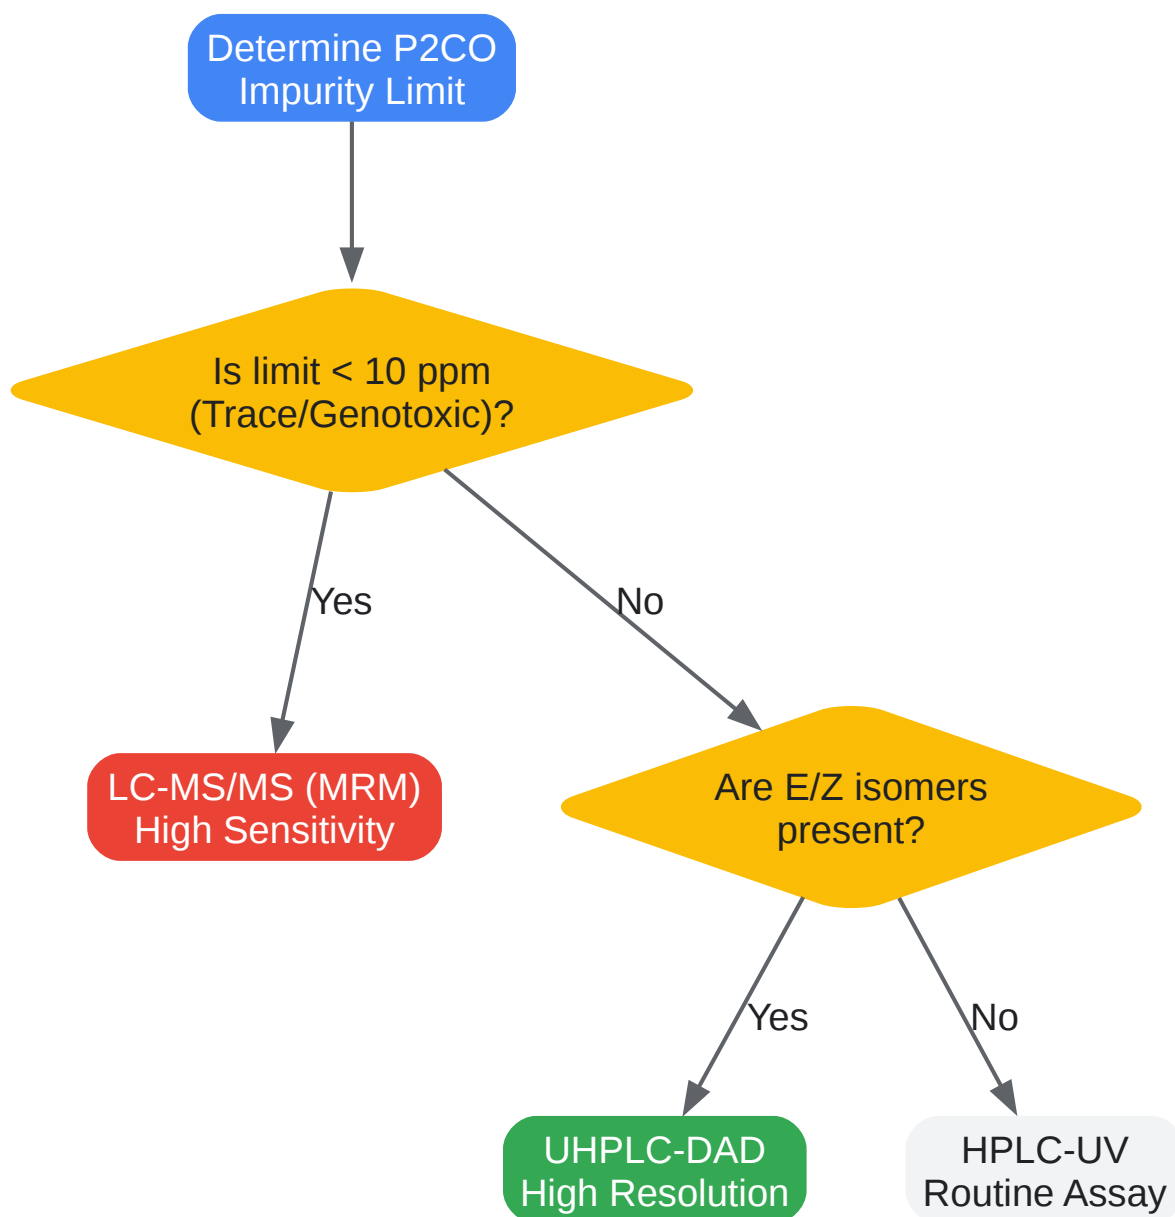 Determine P2CO
Impurity Limit
Is limit < 10 ppm
(Trace/Genotoxic)?
Yes
No
LC-MS/MS (MRM)
High Sensitivity
Are E/Z isomers
present?
Yes
No
UHPLC-DAD
High Resolution
HPLC-UV
Routine Assay